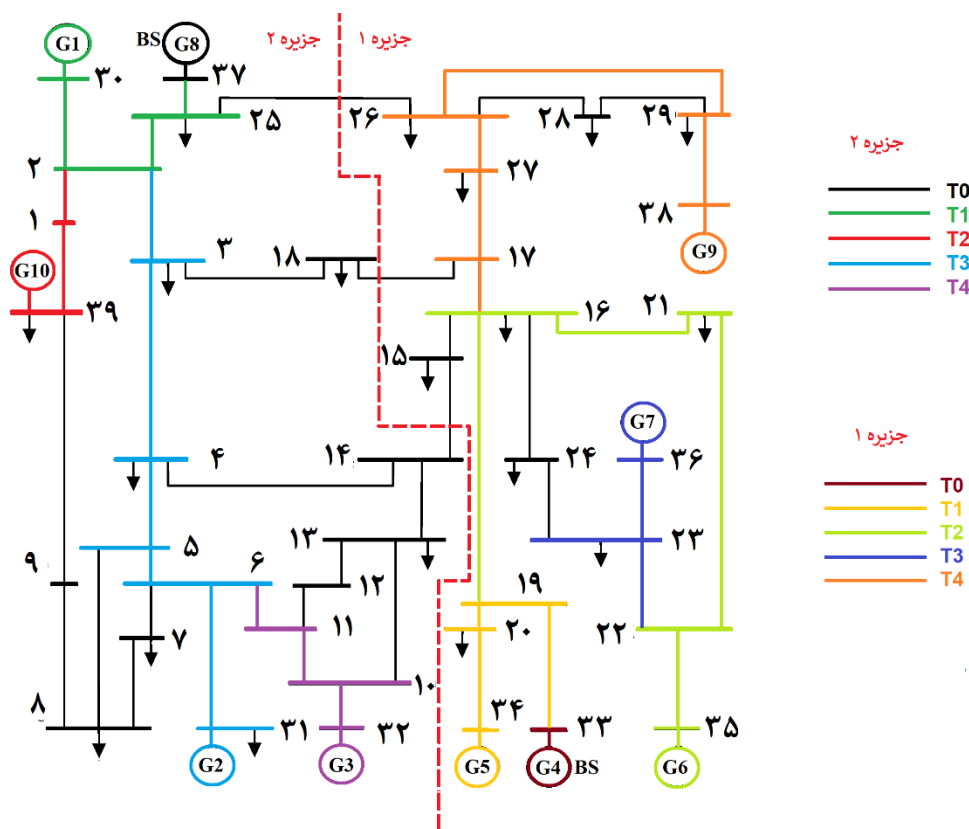 BS G8 جزیره ۲ جزیره ۱
G1
۳۰ ۳۷
۲۵ ۲۶ ۲۸ ۲۹
۲ ۲۷
۱ ۳۸
G10 ۳ ۱۸ ۱۷ G9
۳۹ ۱۶ ۲۱
۱۵
G7
۴ ۱۴ ۲۴ ۳۶
۵ ۱۳ ۲۳
۹ ۶ ۱۲ ۱۹
۷ ۱۱ ۲۰ ۲۲
۱۰
۸ ۳۱ ۳۲ ۳۴ ۳۳ ۳۵
G2 G3 G5 G4 BS G6
جزیره ۲
T0
T1
T2
T3
T4
جزیره ۱
T0
T1
T2
T3
T4